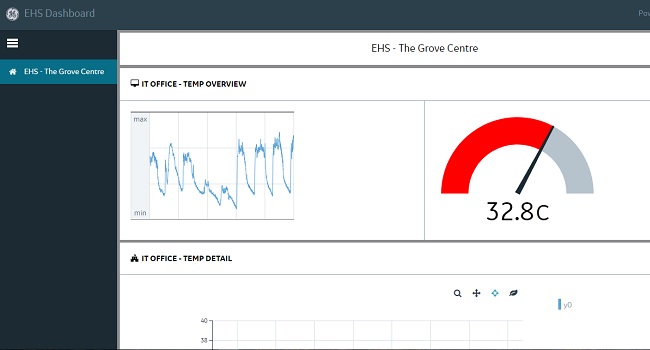 EHS Dashboard
EHS - The Grove Centre
EHS - The Grove Centre
IT OFFICE - TEMP OVERVIEW
max
min
32.8C
IT OFFICE - TEMP DETAIL
y0
40
38